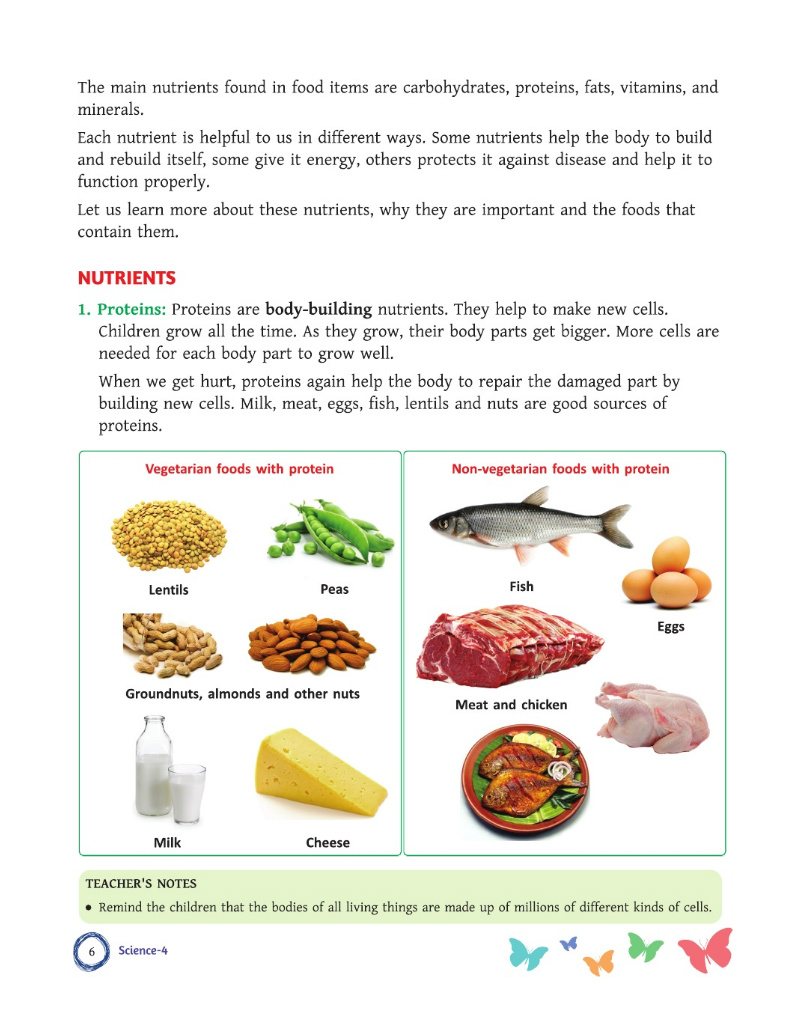 The main nutrients found in food items are carbohydrates, proteins, fats, vitamins, and
minerals.
Each nutrient is helpful to us in different ways. Some nutrients help the body to build
and rebuild itself, some give it energy, others protects it against disease and help it to
function properly.
Let us learn more about these nutrients, why they are important and the foods that
contain them.
NUTRIENTS
1. Proteins: Proteins are body-building nutrients. They help to make new cells.
Children grow all the time. As they grow, their body parts get bigger. More cells are
needed for each body part to grow well.
When we get hurt, proteins again help the body to repair the damaged part by
building new cells. Milk, meat, eggs, fish, lentils and nuts are good sources of
proteins.
Vegetarian foods with protein
Lentils
Peas
Groundnuts, almonds and other nuts
Milk
Cheese
Non-vegetarian foods with protein
Fish
Eggs
Meat and chicken
TEACHER'S NOTES
• Remind the children that the bodies of all living things are made up of millions of different kinds of cells.
6
Science-4